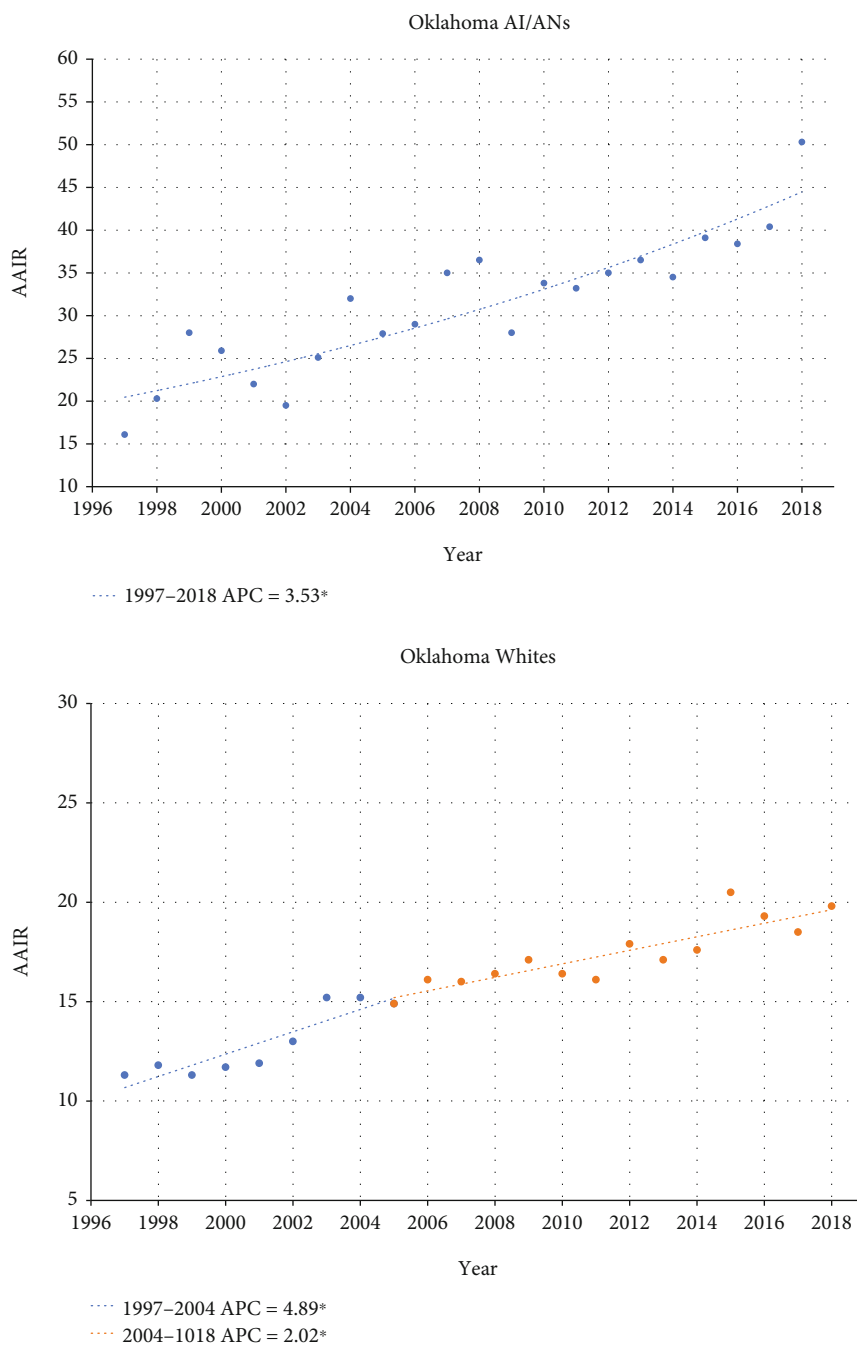 Oklahoma AI/ANs
60
55
50
45
40
35
30
25
20
15
10
AAIR
1996 1998 2000 2002 2004 2006 2008 2010 2012 2014 2016 2018
Year
1997–2018 APC = 3.53*
Oklahoma Whites
30
25
20
15
10
5
AAIR
1996 1998 2000 2002 2004 2006 2008 2010 2012 2014 2016 2018
Year
1997–2004 APC = 4.89*
2004–1018 APC = 2.02*